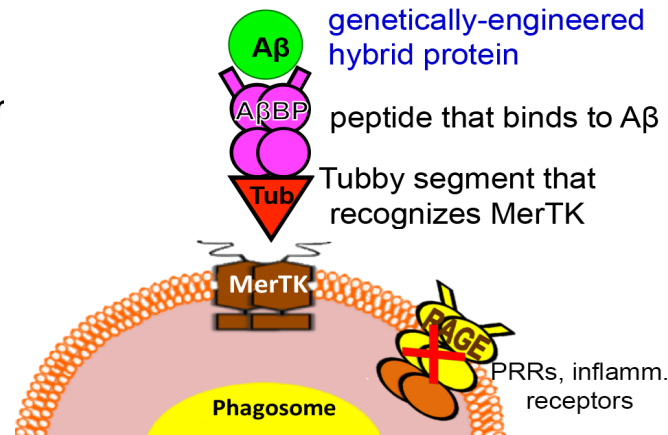 genetically-engineered
hybrid protein
Aβ
AβBP
peptide that binds to Aβ
Tub
Tubby segment that
recognizes MerTK
MerTK
RAGE
PRRs, inflamm.
receptors
Phagosome